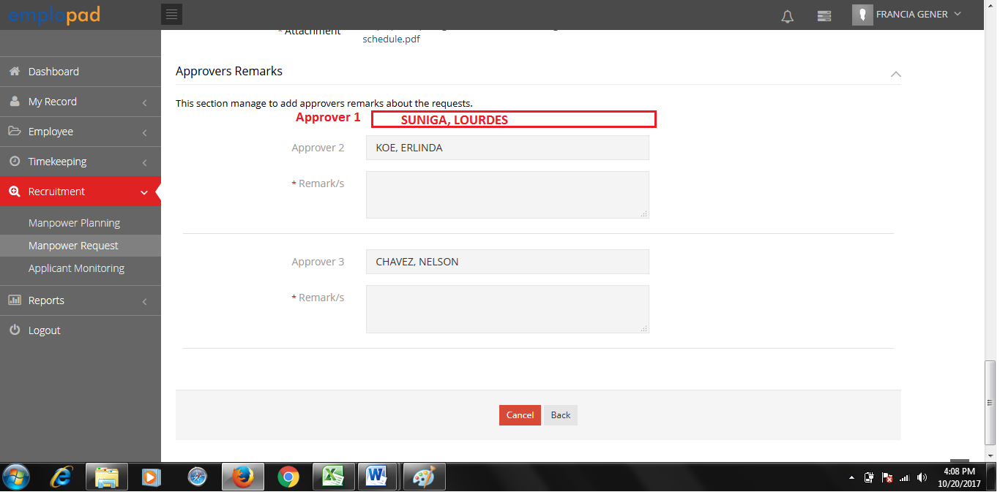 emplopad
FRANCIA GENER
* Attachment
schedule.pdf
Dashboard
My Record
Employee
Timekeeping
Recruitment
Manpower Planning
Manpower Request
Applicant Monitoring
Reports
Logout
Approvers Remarks
This section manage to add approvers remarks about the requests.
Approver 1 SUNIGA, LOURDES
Approver 2 KOE, ERLINDA
* Remark/s
Approver 3 CHAVEZ, NELSON
* Remark/s
Cancel Back
4:08 PM
10/20/2017